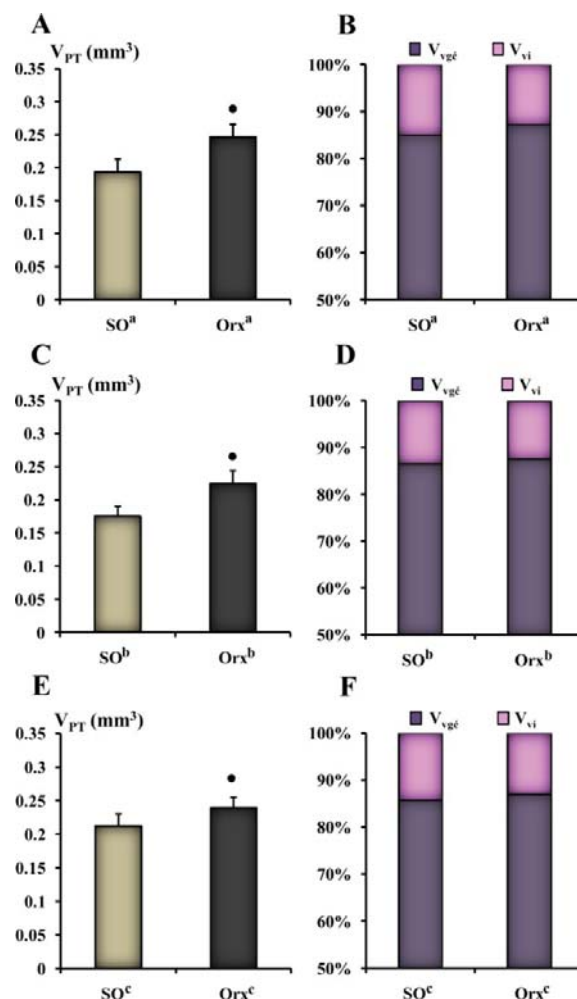 A
V_PT (mm³)
0.35
0.3
0.25
0.2
0.15
0.1
0.05
0
SOᵃ Orxᵃ
B
V_vgć V_vi
100%
90%
80%
70%
60%
50%
SOᵃ Orxᵃ
C
V_PT (mm³)
0.35
0.3
0.25
0.2
0.15
0.1
0.05
0
SOᵇ Orxᵇ
D
V_vgć V_vi
100%
90%
80%
70%
60%
50%
SOᵇ Orxᵇ
E
V_PT (mm³)
0.35
0.3
0.25
0.2
0.15
0.1
0.05
0
SOᶜ Orxᶜ
F
V_vgć V_vi
100%
90%
80%
70%
60%
50%
SOᶜ Orxᶜ